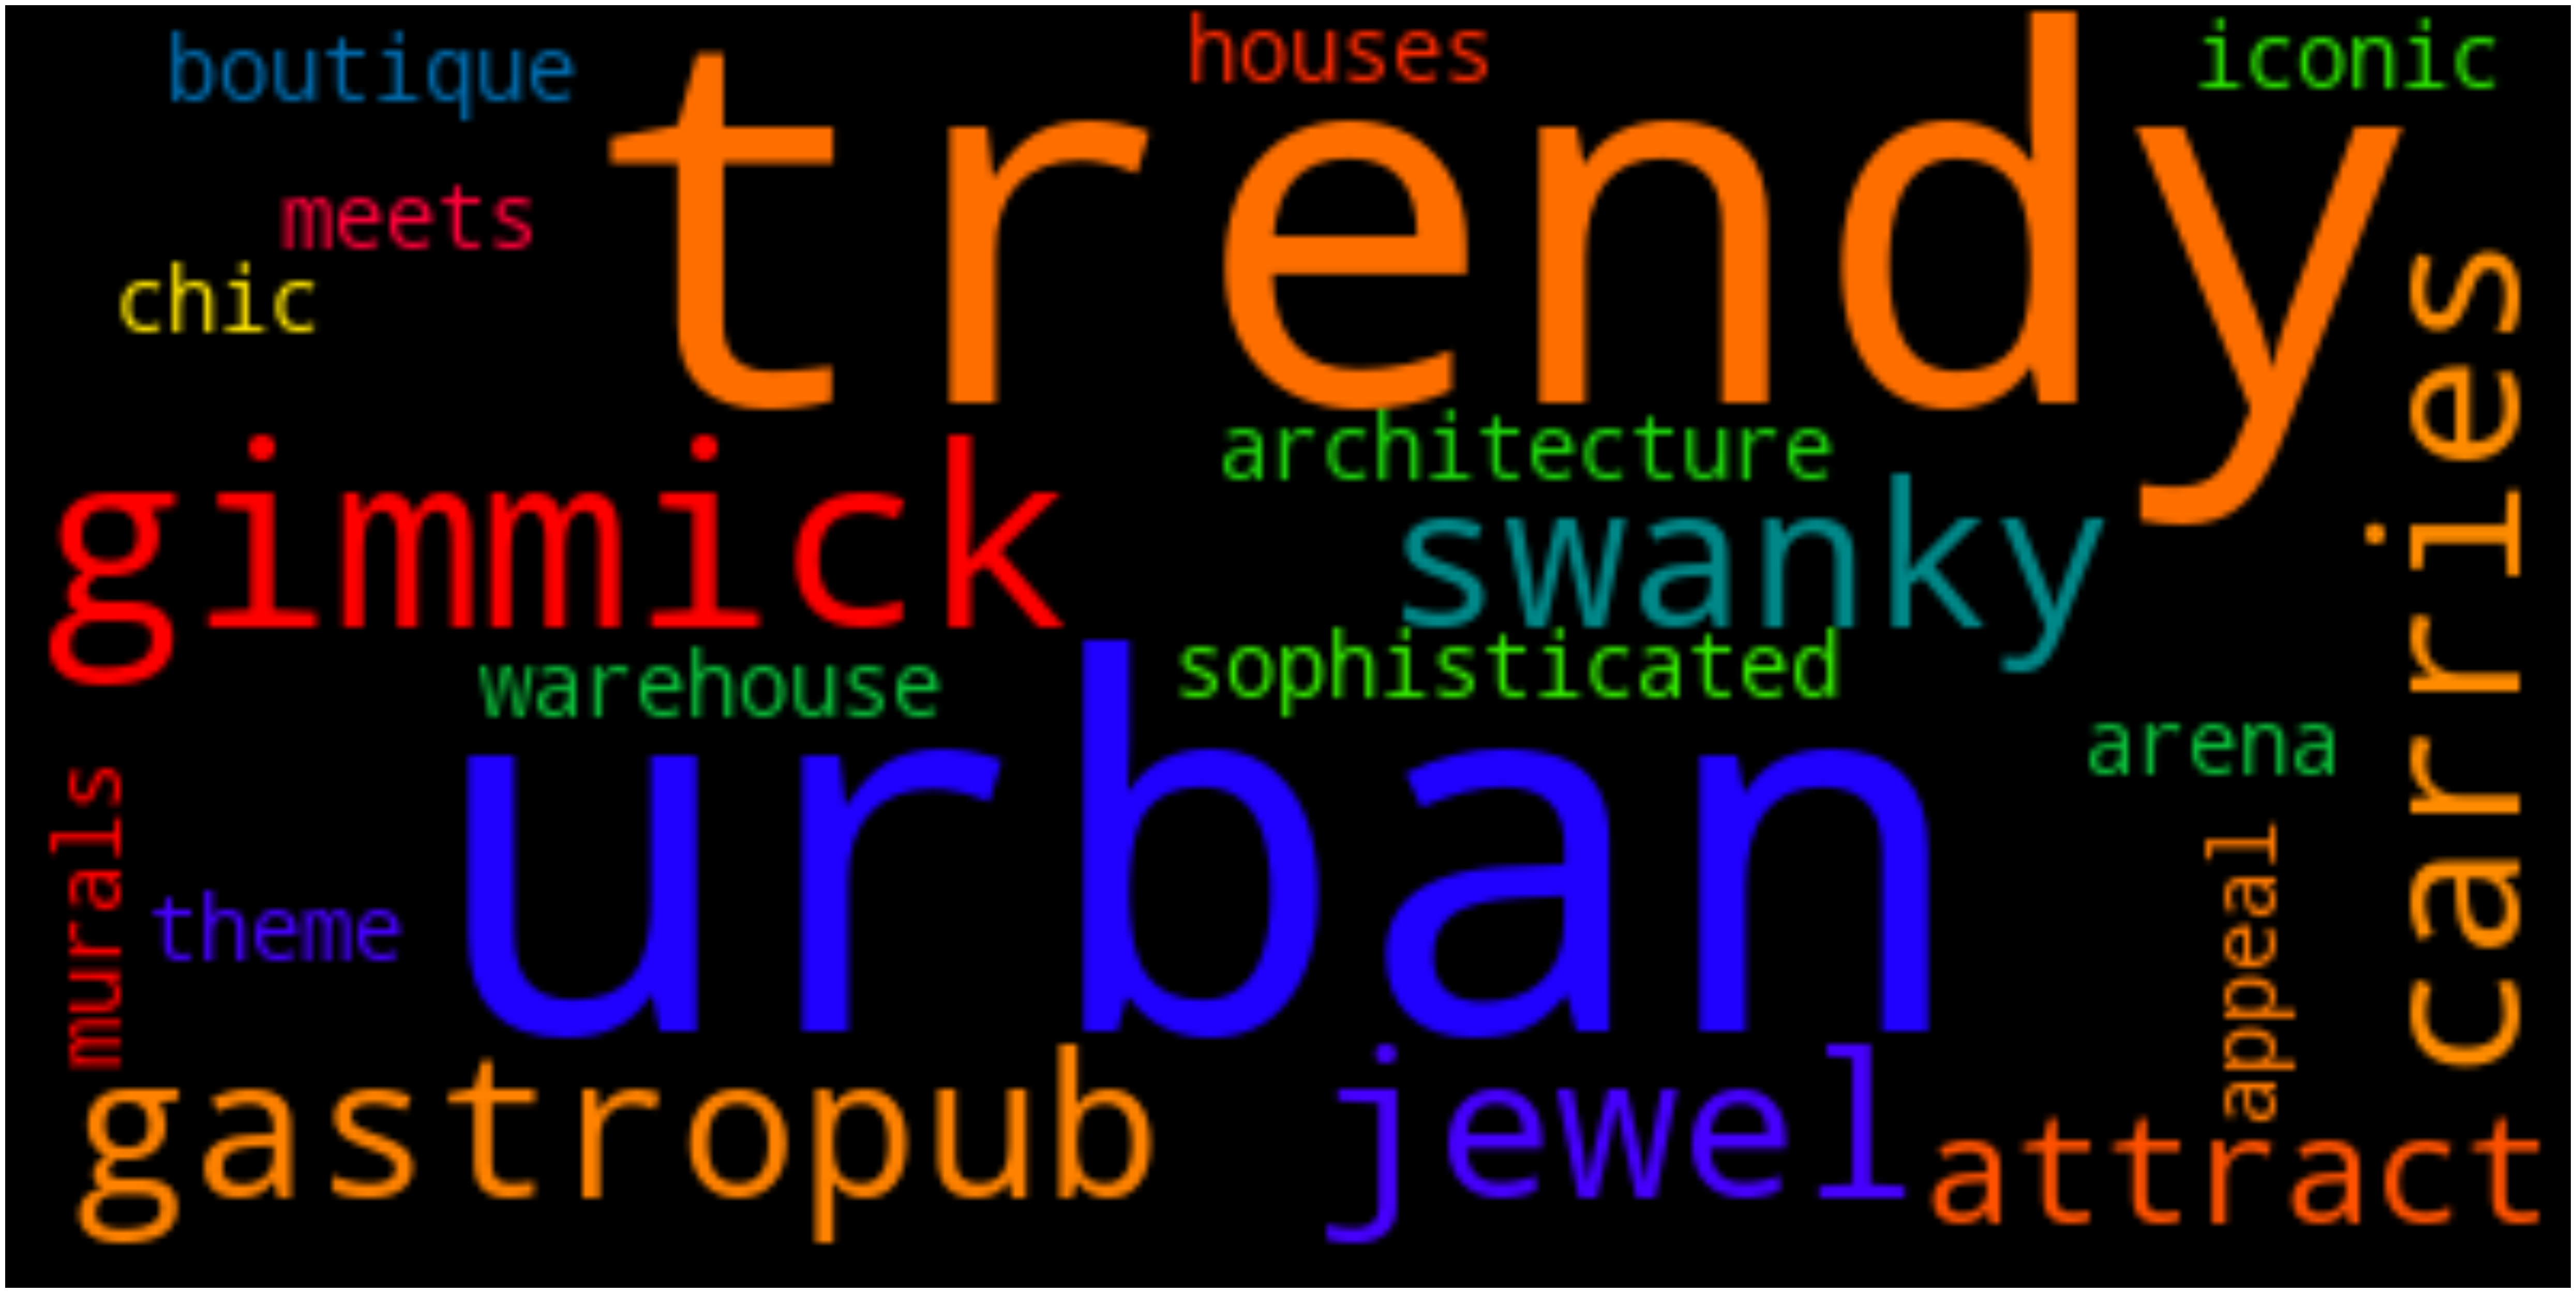 boutique
houses
iconic
trendy
meets
chic
carries
architecture
gimmick
swanky
warehouse
sophisticated
arena
urban
murals
theme
appeal
gastropub
jewel
attract